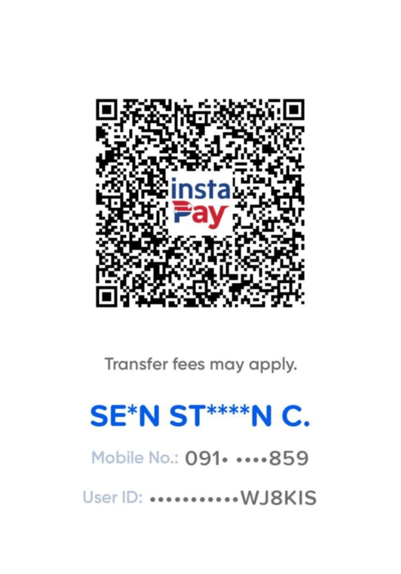 insta
Pay
Transfer fees may apply.
SE*N ST****N C.
Mobile No.: 091• ••••859
User ID: •••••••••••WJ8KIS